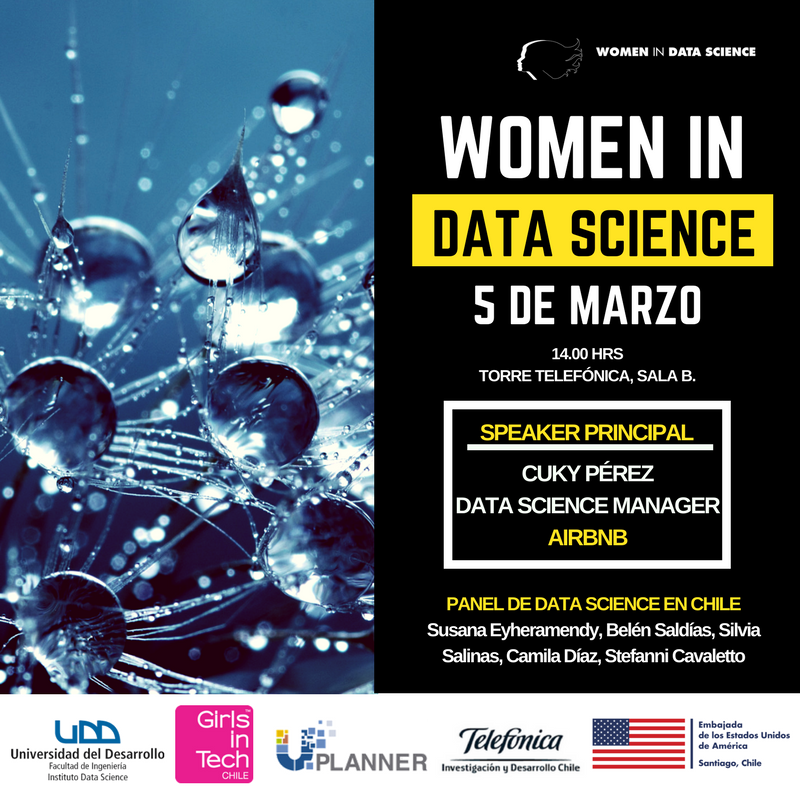 WOMEN IN DATA SCIENCE
WOMEN IN
DATA SCIENCE
5 DE MARZO
14.00 HRS
TORRE TELEFÓNICA, SALA B.
SPEAKER PRINCIPAL
CUKY PÉREZ
DATA SCIENCE MANAGER
AIRBNB
PANEL DE DATA SCIENCE EN CHILE
Susana Eyheramendy, Belén Saldías, Silvia
Salinas, Camila Díaz, Stefanni Cavaletto
UDD
Universidad del Desarrollo
Facultad de Ingeniería
Instituto Data Science
Girls
in
Tech
CHILE
TM
UPLANNER
Telefónica
Investigación y Desarrollo Chile
Embajada
de los Estados Unidos
de América
Santiago, Chile